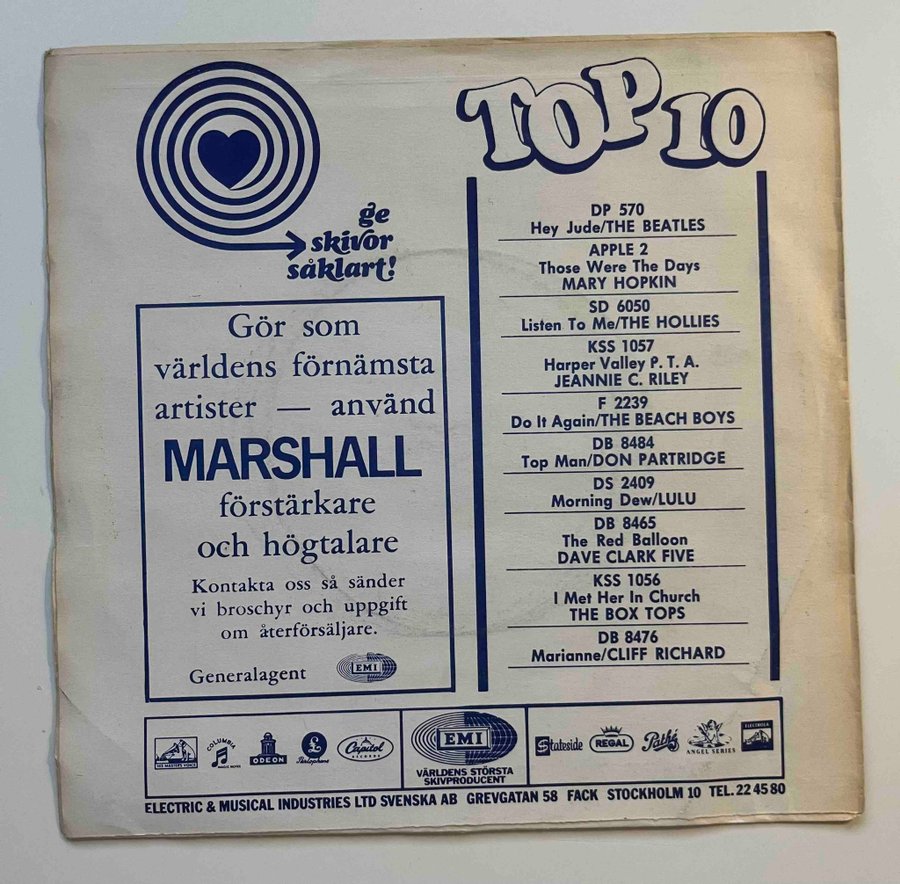 ge
skivor
såklart!
Gör som
världens förnämsta
artister — använd
MARSHALL
förstärkare
och högtalare
Kontakta oss så sänder
vi broschyr och uppgift
om återförsäljare.
Generalagent EMI
TOP 10
DP 570
Hey Jude/THE BEATLES
APPLE 2
Those Were The Days
MARY HOPKIN
SD 6050
Listen To Me/THE HOLLIES
KSS 1057
Harper Valley P. T. A.
JEANNIE C. RILEY
F 2239
Do It Again/THE BEACH BOYS
DB 8484
Top Man/DON PARTRIDGE
DS 2409
Morning Dew/LULU
DB 8465
The Red Balloon
DAVE CLARK FIVE
KSS 1056
I Met Her In Church
THE BOX TOPS
DB 8476
Marianne/CLIFF RICHARD
HIS MASTER'S VOICE
COLUMBIA
MAGIC NOTES
ODEON
Parlophone
Capitol
RECORDS
EMI
VÄRLDENS STÖRSTA
SKIVPRODUCENT
Stateside
REGAL
Pathé
ANGEL SERIES
ELECTROLA
ELECTRIC & MUSICAL INDUSTRIES LTD SVENSKA AB GREVGATAN 58 FACK STOCKHOLM 10 TEL. 22 45 80